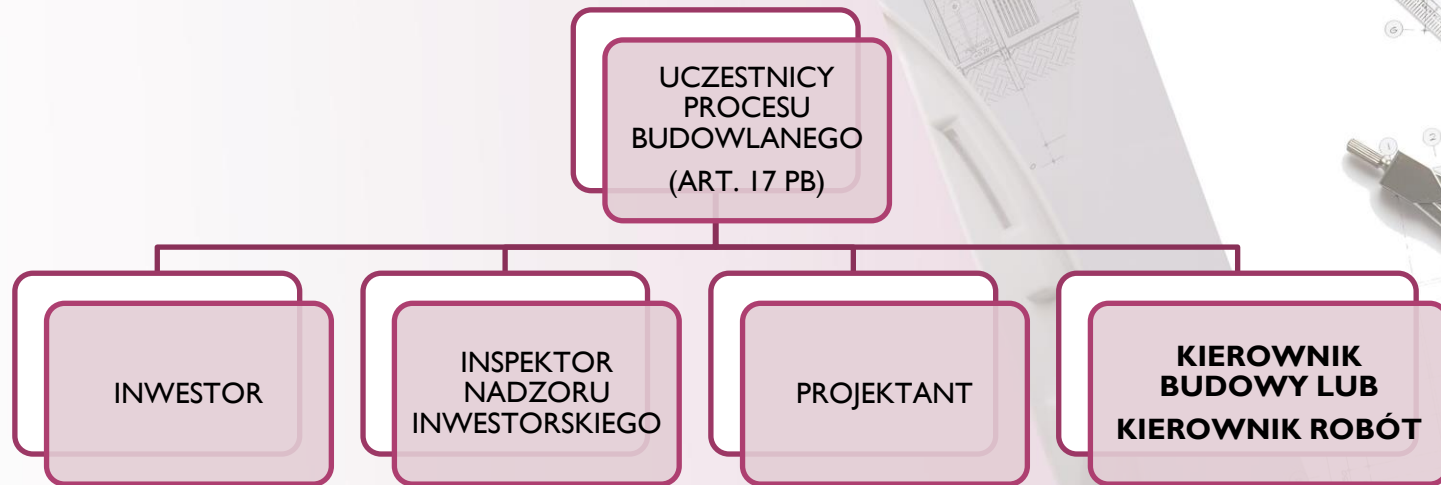 UCZESTNICY
PROCESU
BUDOWLANEGO
(ART. 17 PB)
INWESTOR
INSPEKTOR
NADZORU
INWESTORSKIEGO
PROJEKTANT
KIEROWNIK
BUDOWY LUB
KIEROWNIK ROBÓT